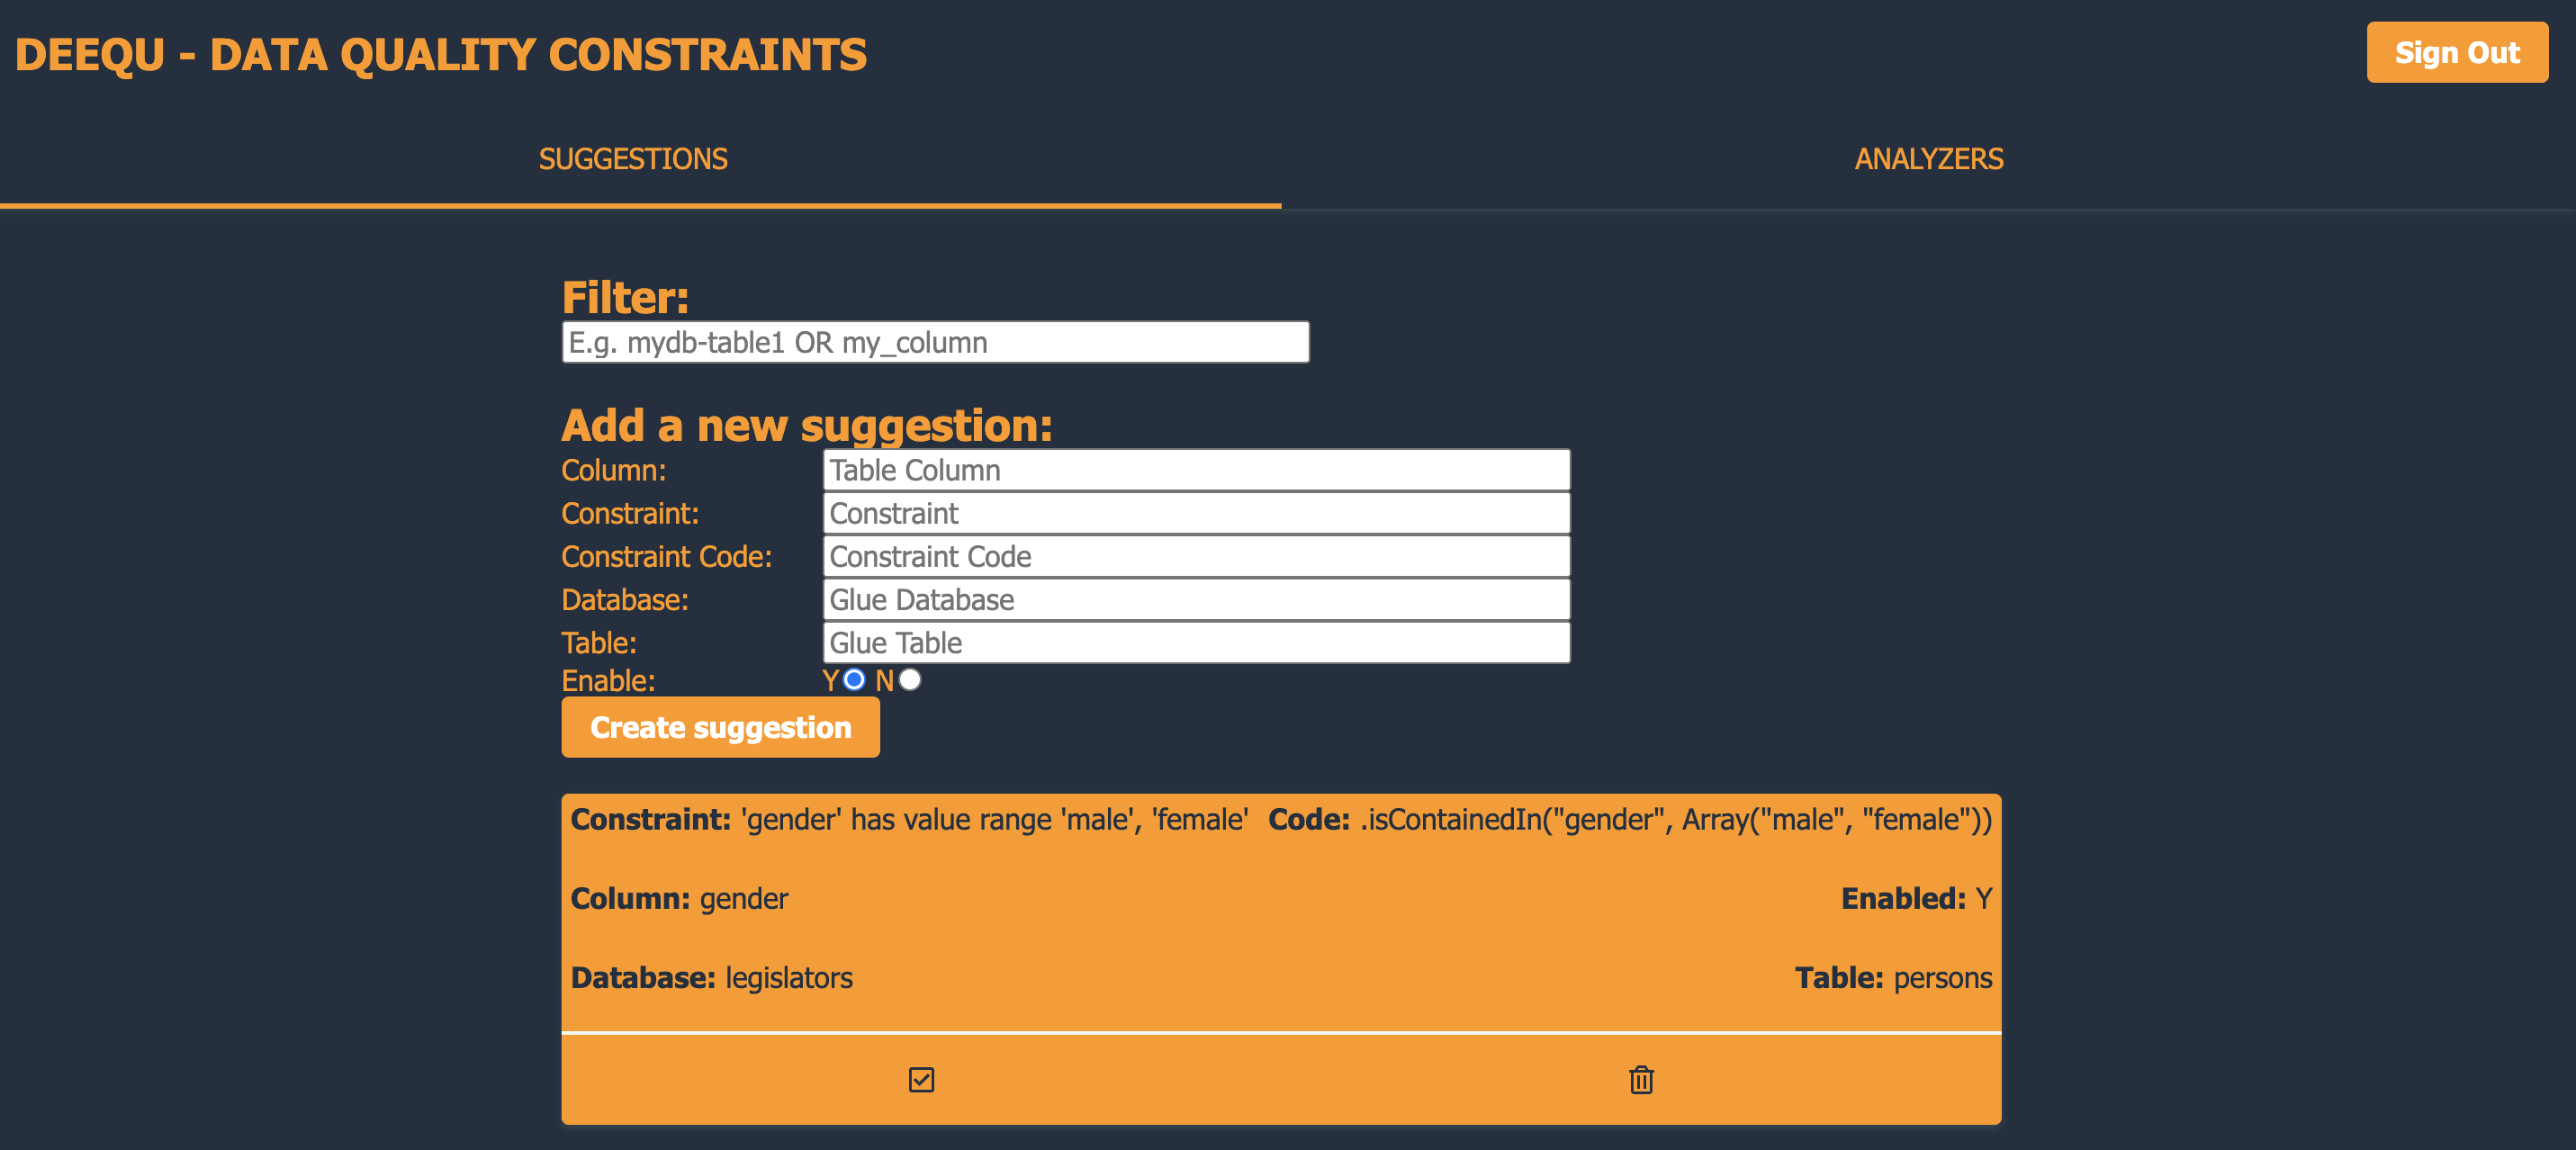 DEEQU - DATA QUALITY CONSTRAINTS
Sign Out
SUGGESTIONS
ANALYZERS
Filter:
E.g. mydb-table1 OR my_column
Add a new suggestion:
Column: Table Column
Constraint: Constraint
Constraint Code: Constraint Code
Database: Glue Database
Table: Glue Table
Enable: Y N
Create suggestion
Constraint: 'gender' has value range 'male', 'female' Code: .isContainedIn("gender", Array("male", "female"))
Column: gender Enabled: Y
Database: legislators Table: persons